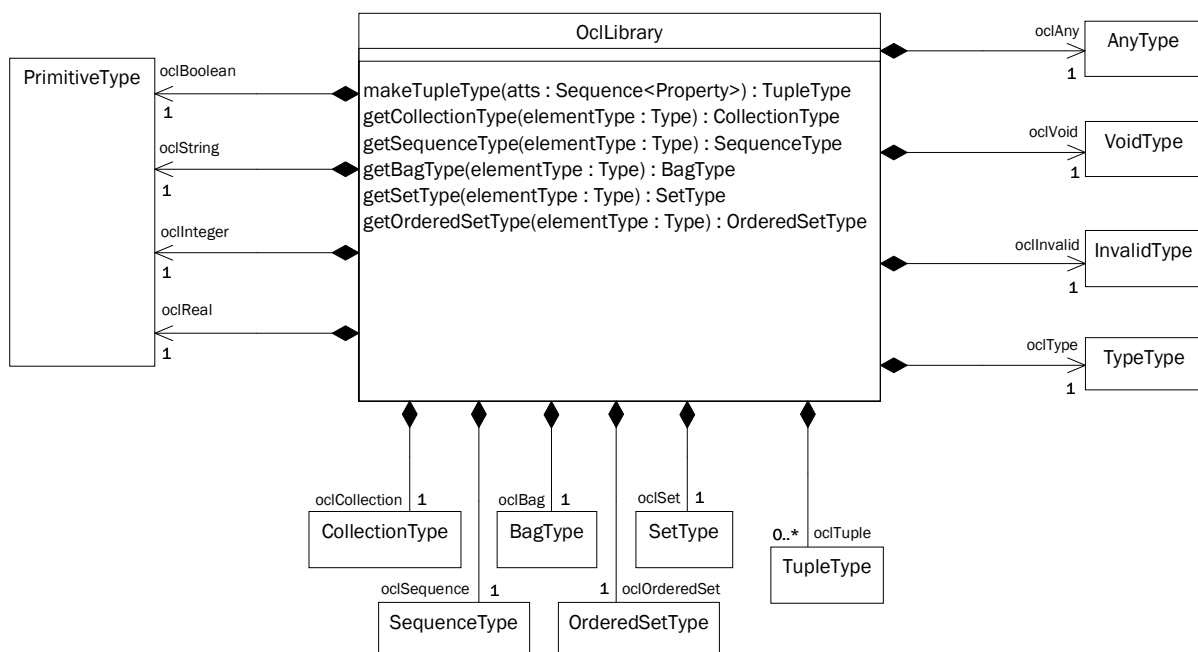 OclLibrary
makeTupleType(atts : Sequence<Property>) : TupleType
getCollectionType(elementType : Type) : CollectionType
getSequenceType(elementType : Type) : SequenceType
getBagType(elementType : Type) : BagType
getSetType(elementType : Type) : SetType
getOrderedSetType(elementType : Type) : OrderedSetType
PrimitiveType
oclBoolean
1
oclString
1
oclInteger
1
oclReal
1
oclAny
1
AnyType
oclVoid
1
VoidType
oclInvalid
1
InvalidType
oclType
1
TypeType
oclCollection 1
CollectionType
oclSequence 1
SequenceType
oclBag 1
BagType
1 oclOrderedSet
OrderedSetType
oclSet 1
SetType
0..* oclTuple
TupleType